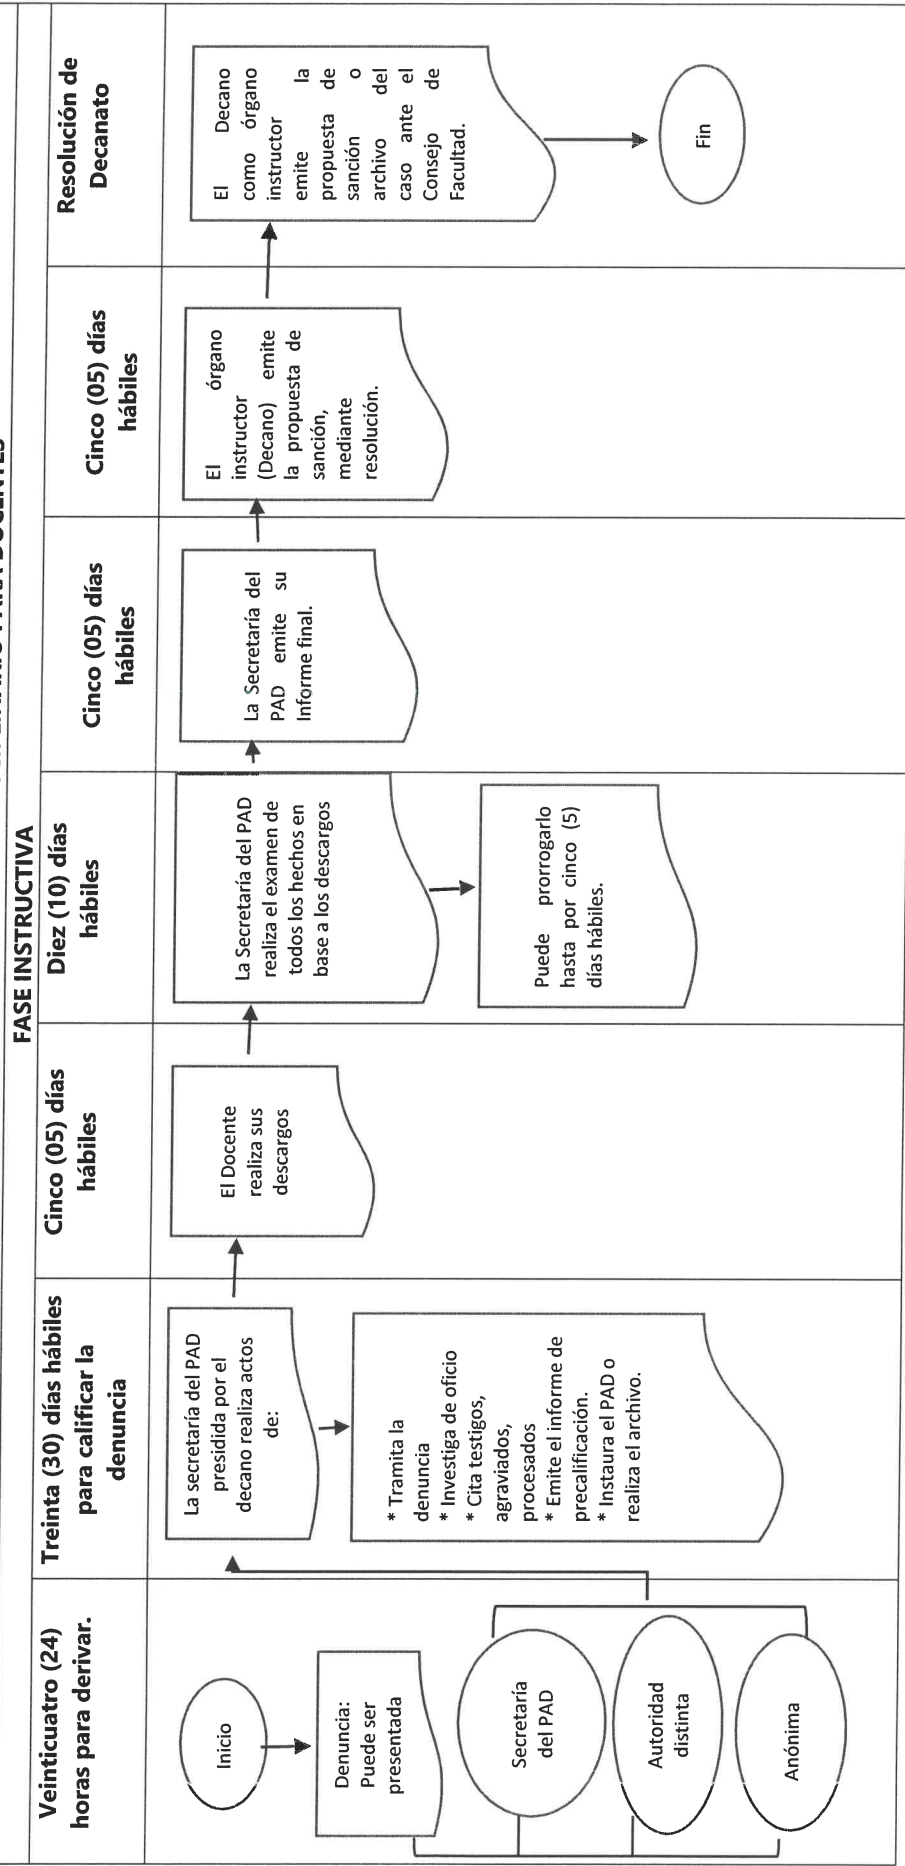 FASE INSTRUCTIVA
Veinticuatro (24)
horas para derivar.
Treinta (30) días hábiles
para calificar la
denuncia
Cinco (05) días
hábiles
Diez (10) días
hábiles
Cinco (05) días
hábiles
Cinco (05) días
hábiles
Resolución de
Decanato
Inicio
Denuncia:
Puede ser
presentada
Secretaría
del PAD
Autoridad
distinta
Anónima
La secretaría del PAD
presidida por el
decano realiza actos
de:
* Tramita la
denuncia
* Investiga de oficio
* Cita testigos,
agraviados,
procesados
* Emite el informe de
precalificación.
* Instaura el PAD o
realiza el archivo.
El Docente
realiza sus
descargos
La Secretaría del PAD
realiza el examen de
todos los hechos en
base a los descargos
Puede prorrogarlo
hasta por cinco (5)
días hábiles.
La Secretaría del
PAD emite su
Informe final.
El órgano
instructor
(Decano) emite
la propuesta de
sanción,
mediante
resolución.
El Decano
como órgano
instructor
emite la
propuesta de
sanción o
archivo del
caso ante el
Consejo de
Facultad.
Fin